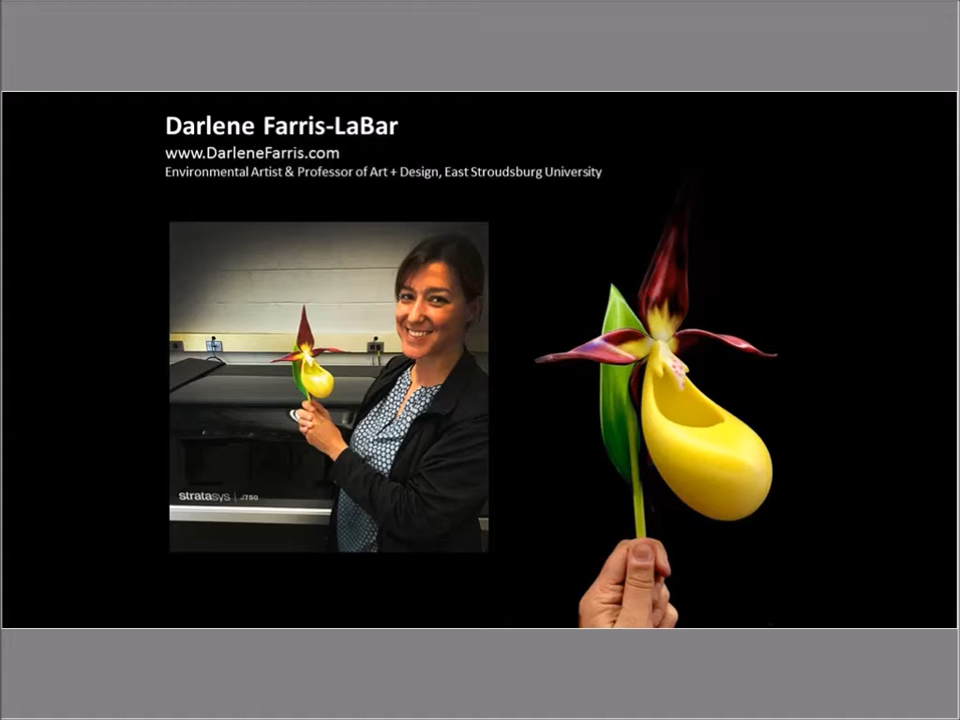 Darlene Farris-LaBar
www.DarleneFarris.com
Environmental Artist & Professor of Art + Design, East Stroudsburg University
stratasys | J750